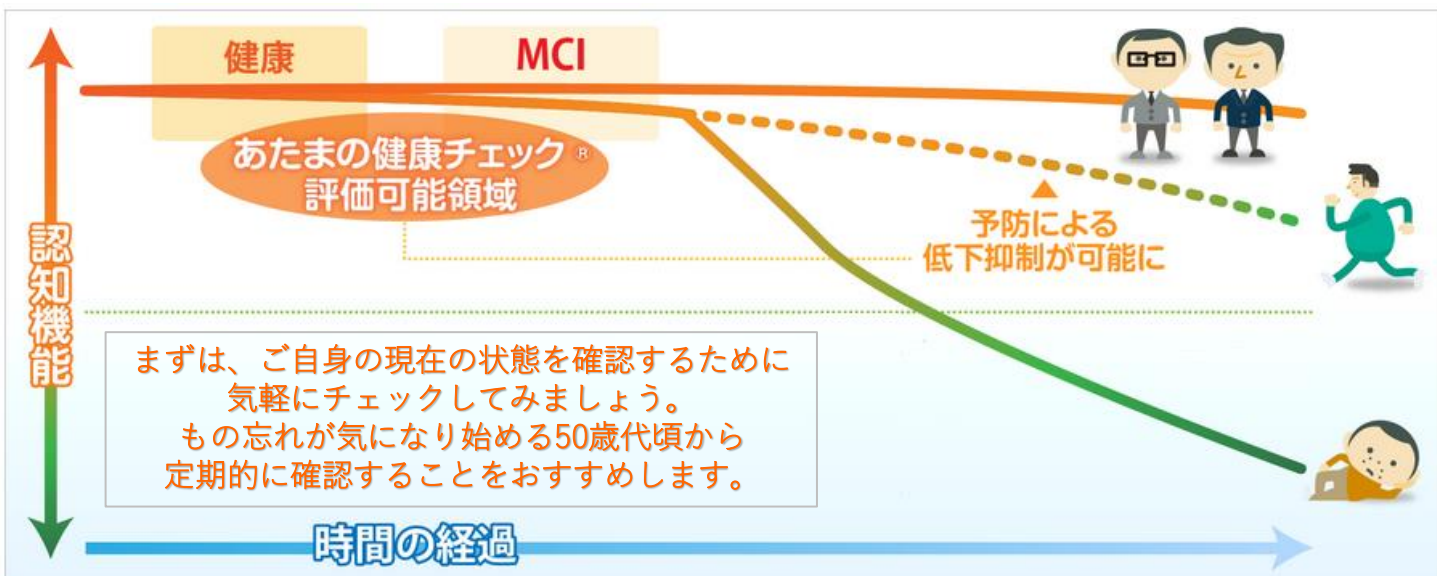 健康
MCI
あたまの健康チェック®
評価可能領域
予防による
低下抑制が可能に
認知機能
まずは、ご自身の現在の状態を確認するために
気軽にチェックしてみましょう。
もの忘れが気になり始める50歳代頃から
定期的に確認することをおすすめします。
時間の経過